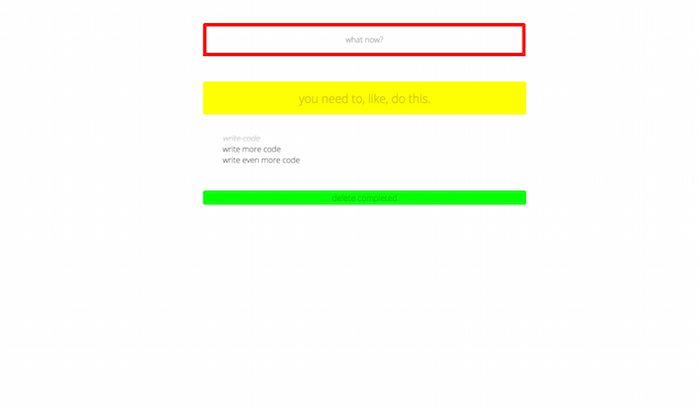 what now?
you need to, like, do this.
write code
write more code
write even more code
delete completed